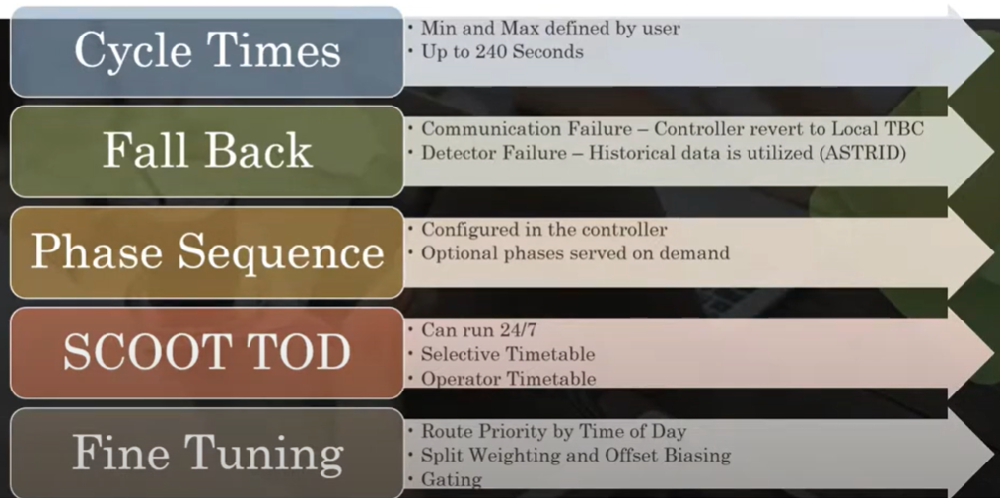 Cycle Times
• Min and Max defined by user
• Up to 240 Seconds
Fall Back
• Communication Failure – Controller revert to Local TBC
• Detector Failure – Historical data is utilized (ASTRID)
Phase Sequence
• Configured in the controller
• Optional phases served on demand
SCOOT TOD
• Can run 24/7
• Selective Timetable
• Operator Timetable
Fine Tuning
• Route Priority by Time of Day
• Split Weighting and Offset Biasing
• Gating